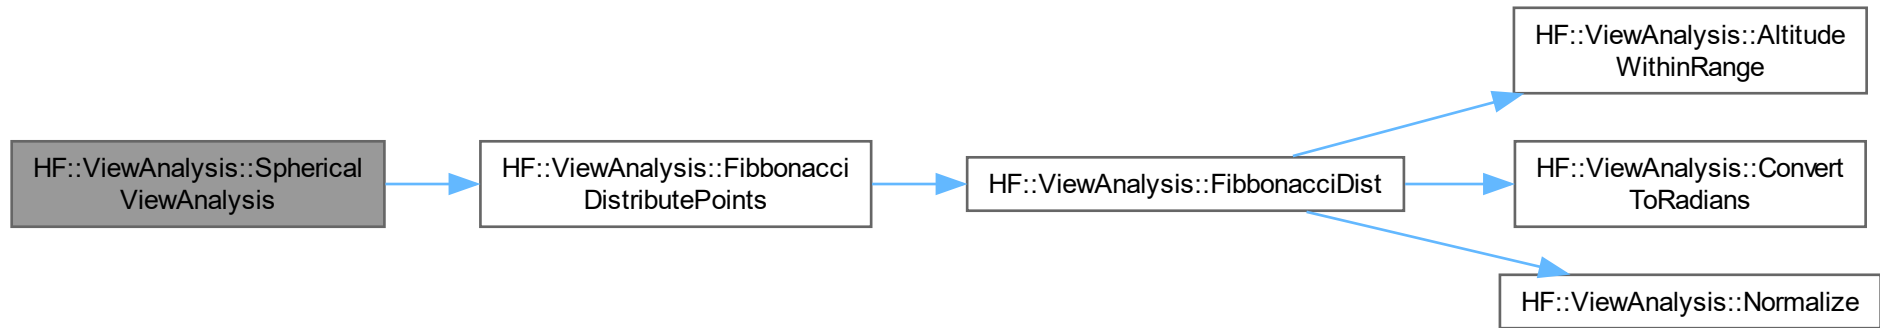 HF::ViewAnalysis::Spherical
ViewAnalysis
HF::ViewAnalysis::Fibbonacci
DistributePoints
HF::ViewAnalysis::FibbonacciDist
HF::ViewAnalysis::Altitude
WithinRange
HF::ViewAnalysis::Convert
ToRadians
HF::ViewAnalysis::Normalize